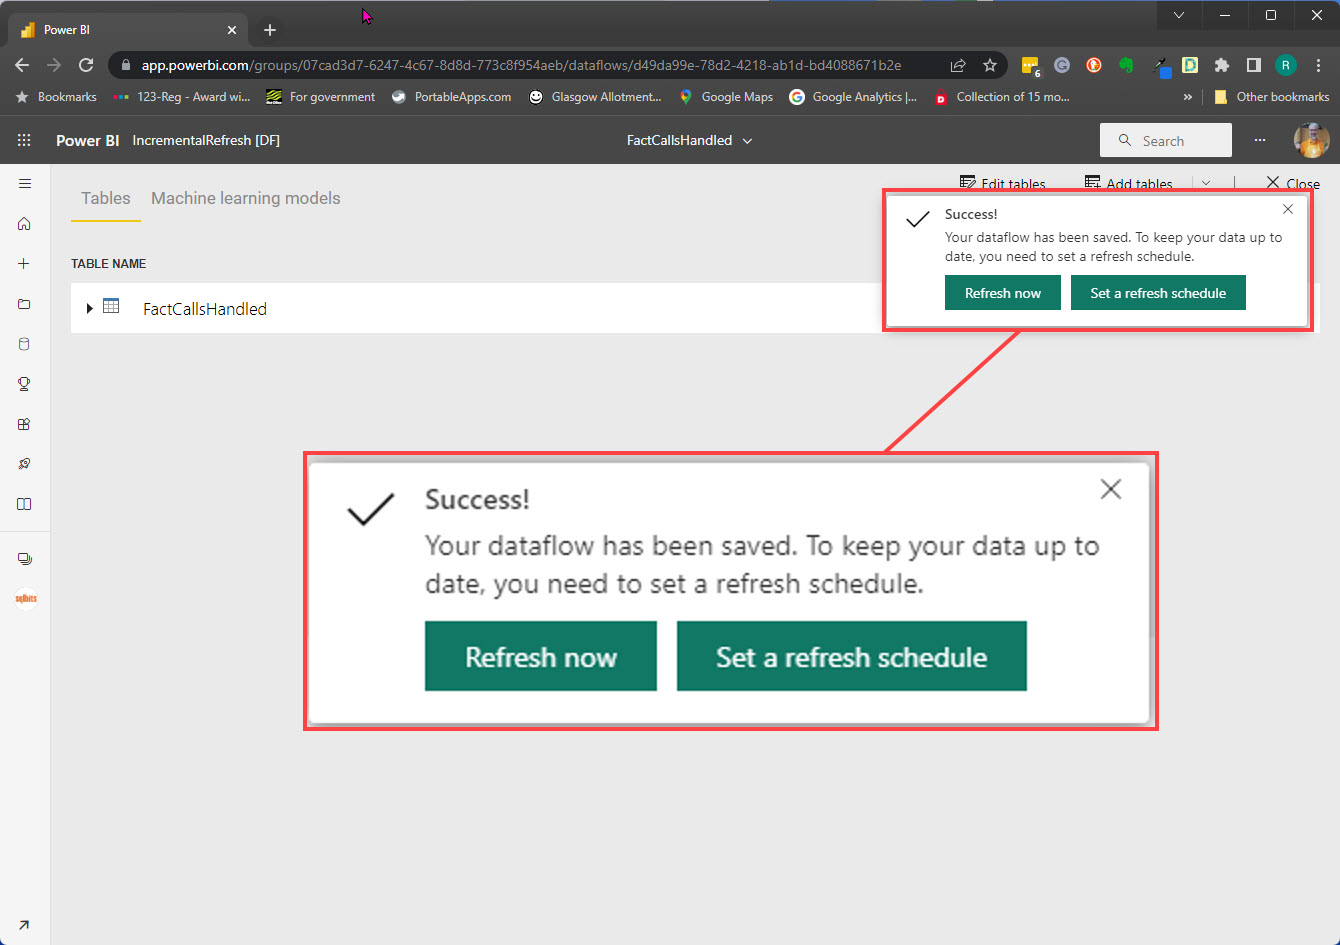 Power BI
app.powerbi.com/groups/07cad3d7-6247-4c67-8d8d-773c8f954aeb/dataflows/d49da99e-78d2-4218-ab1d-bd4088671b2e
6
G
D
R
Bookmarks
123-Reg - Award wi...
For government
PortableApps.com
Glasgow Allotment...
Google Maps
Google Analytics |...
Collection of 15 mo...
»
Other bookmarks
Power BI IncrementalRefresh [DF]
FactCallsHandled
Search
Tables
Machine learning models
Edit tables
Add tables
Close
TABLE NAME
FactCallsHandled
Success!
Your dataflow has been saved. To keep your data up to
date, you need to set a refresh schedule.
Refresh now
Set a refresh schedule
Success!
Your dataflow has been saved. To keep your data up to
date, you need to set a refresh schedule.
Refresh now
Set a refresh schedule
sqlbits